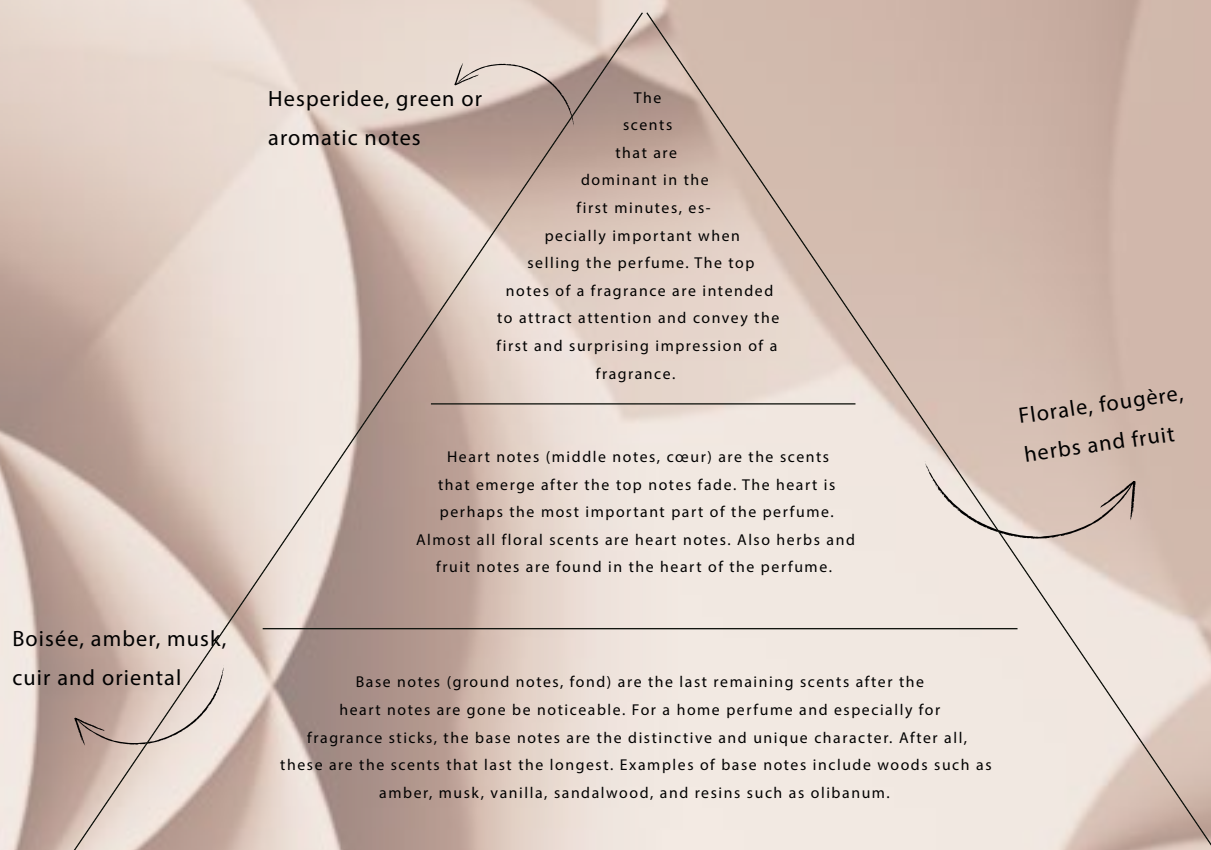 Hesperidee, green or
aromatic notes
The
scents
that are
dominant in the
first minutes, es-
pecially important when
selling the perfume. The top
notes of a fragrance are intended
to attract attention and convey the
first and surprising impression of a
fragrance.
Florale, fougère,
herbs and fruit
Heart notes (middle notes, cœur) are the scents
that emerge after the top notes fade. The heart is
perhaps the most important part of the perfume.
Almost all floral scents are heart notes. Also herbs and
fruit notes are found in the heart of the perfume.
Boisée, amber, musk,
cuir and oriental
Base notes (ground notes, fond) are the last remaining scents after the
heart notes are gone be noticeable. For a home perfume and especially for
fragrance sticks, the base notes are the distinctive and unique character. After all,
these are the scents that last the longest. Examples of base notes include woods such as
amber, musk, vanilla, sandalwood, and resins such as olibanum.